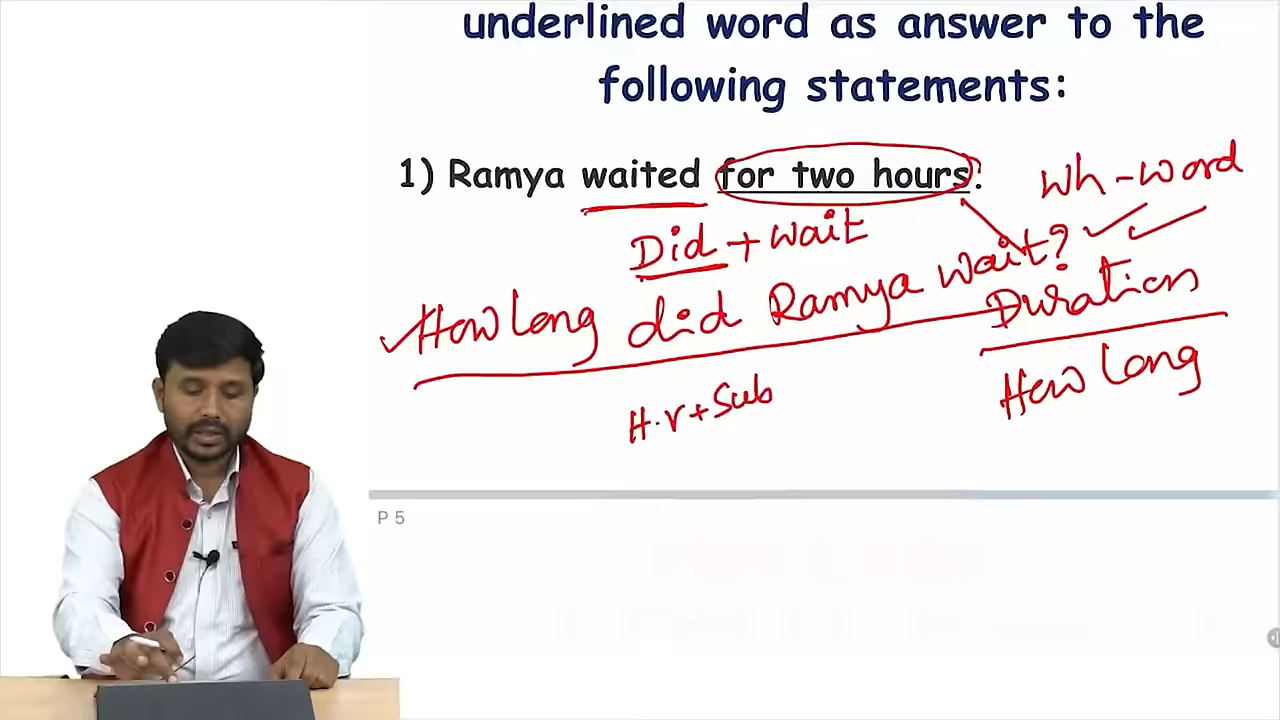 underlined word as answer to the
following statements:
1) Ramya waited for two hours.
Wh-word
Did + wait
How long did Ramya wait?
Duration
How long
H.V+Sub
P 5